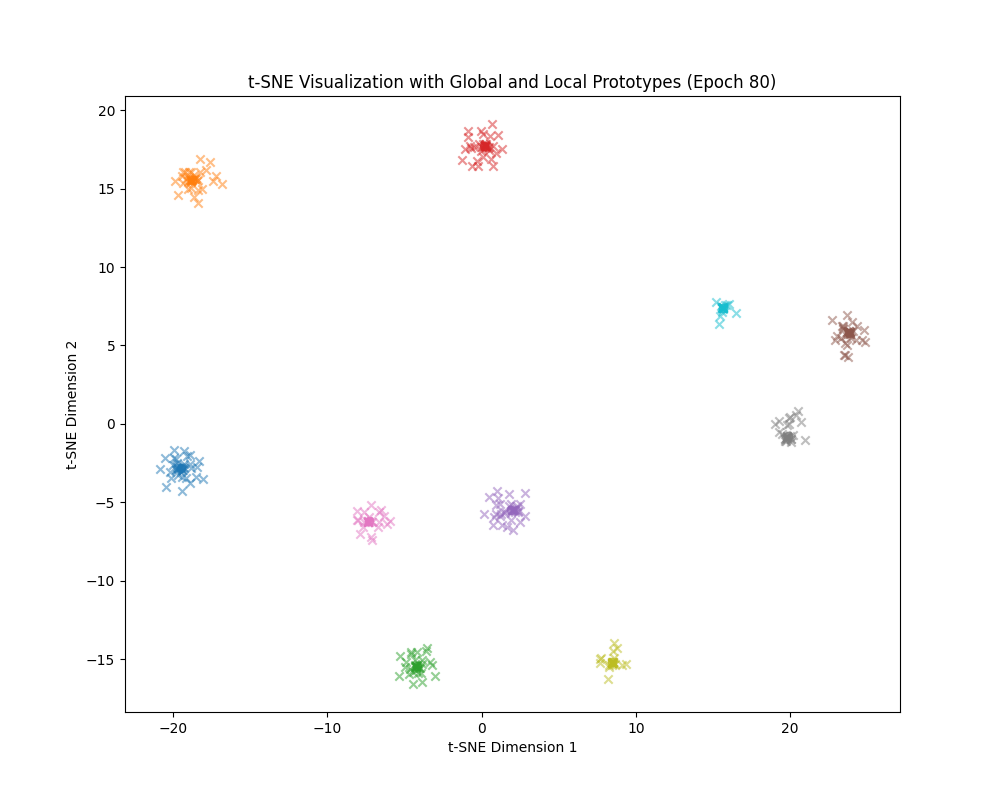 t-SNE Visualization with Global and Local Prototypes (Epoch 80)
20
15
10
5
0
−5
−10
−15
t-SNE Dimension 2
−20 −10 0 10 20
t-SNE Dimension 1